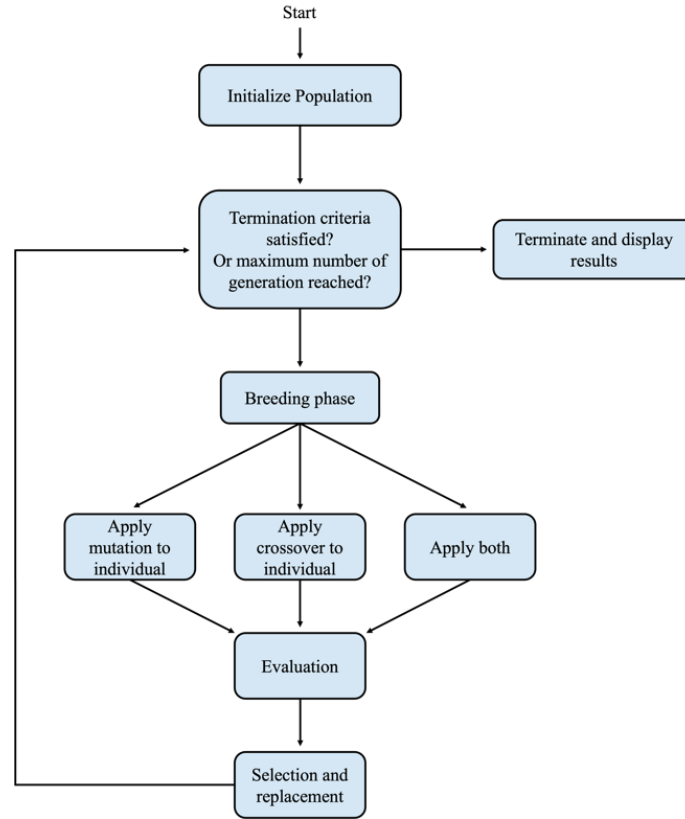 Start
Initialize Population
Termination criteria
satisfied?
Or maximum number of
generation reached?
Terminate and display
results
Breeding phase
Apply
mutation to
individual
Apply
crossover to
individual
Apply both
Evaluation
Selection and
replacement